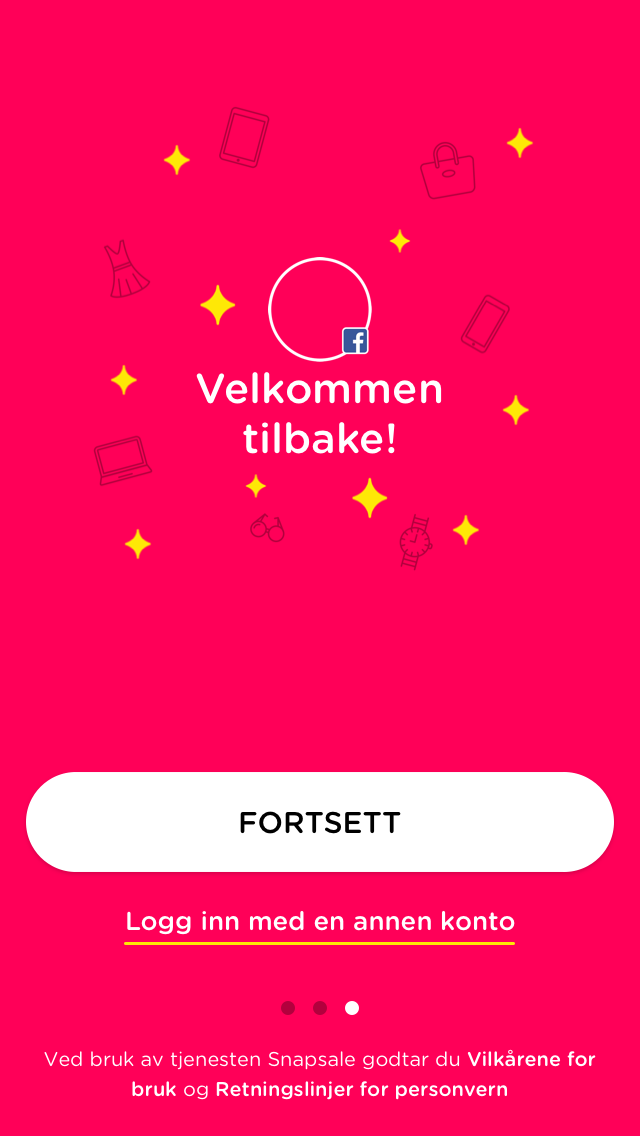 Velkommen
tilbake!
FORTSETT
Logg inn med en annen konto
Ved bruk av tjenesten Snapsale godtar du Vilkårene for
bruk og Retningslinjer for personvern